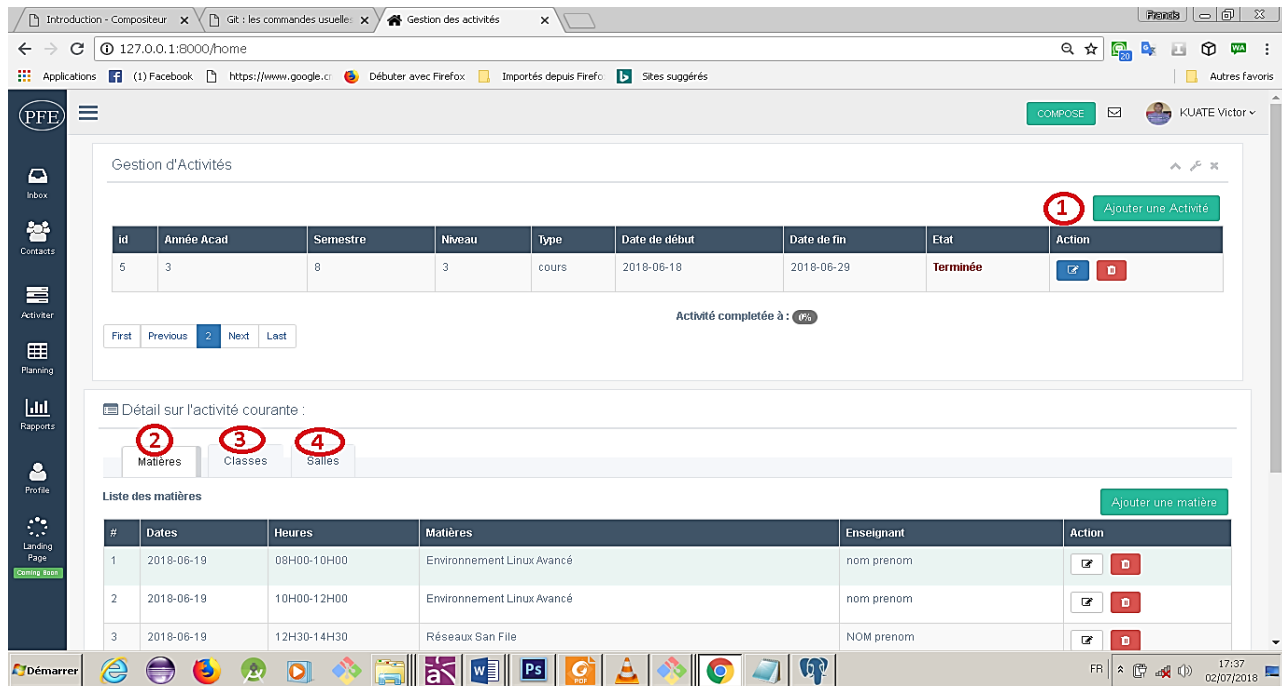 Introduction - Compositeur
Git : les commandes usuelle
Gestion des activités
Francis
127.0.0.1:8000/home
20
WA
Applications
(1) Facebook
https://www.google.c
Débuter avec Firefox
Importés depuis Firefo
Sites suggérés
Autres favoris
PFE
COMPOSE
KUATE Victor
Inbox
Contacts
Activiter
Planning
Rapports
Profile
Landing Page
Coming Soon
Gestion d'Activités
1
Ajouter une Activité
id Année Acad Semestre Niveau Type Date de début Date de fin Etat Action
5 3 8 3 cours 2018-06-18 2018-06-29 Terminée
Activité completée à : 0%
First Previous 2 Next Last
Détail sur l'activité courante :
2 3 4
Matières Classes Salles
Liste des matières
Ajouter une matière
# Dates Heures Matières Enseignant Action
1 2018-06-19 08H00-10H00 Environnement Linux Avancé nom prenom
2 2018-06-19 10H00-12H00 Environnement Linux Avancé nom prenom
3 2018-06-19 12H30-14H30 Réseaux San File NOM prenom
Démarrer
W
Ps
PDF
FR
17:37
02/07/2018